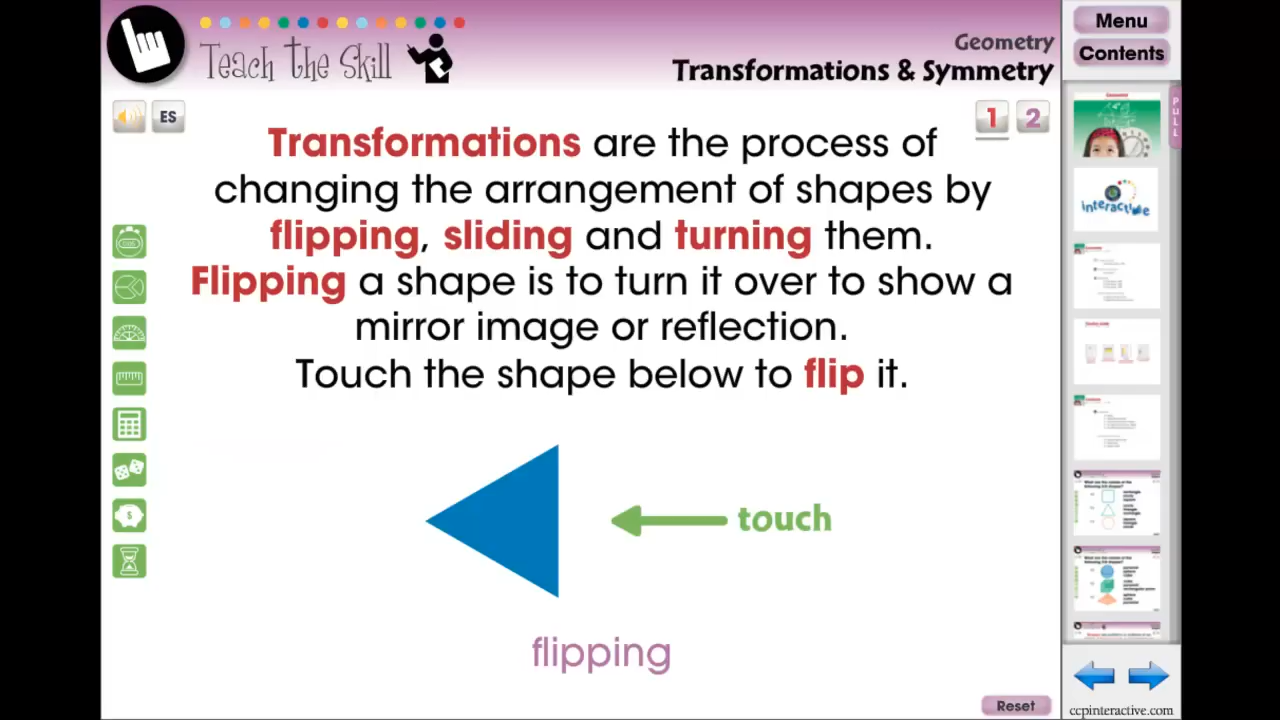 Teach the Skill
Geometry
Transformations & Symmetry
Menu
Contents
ES
1 2
PULL
Transformations are the process of
changing the arrangement of shapes by
flipping, sliding and turning them.
Flipping a shape is to turn it over to show a
mirror image or reflection.
Touch the shape below to flip it.
touch
flipping
Reset
interactive
ccpinteractive.com